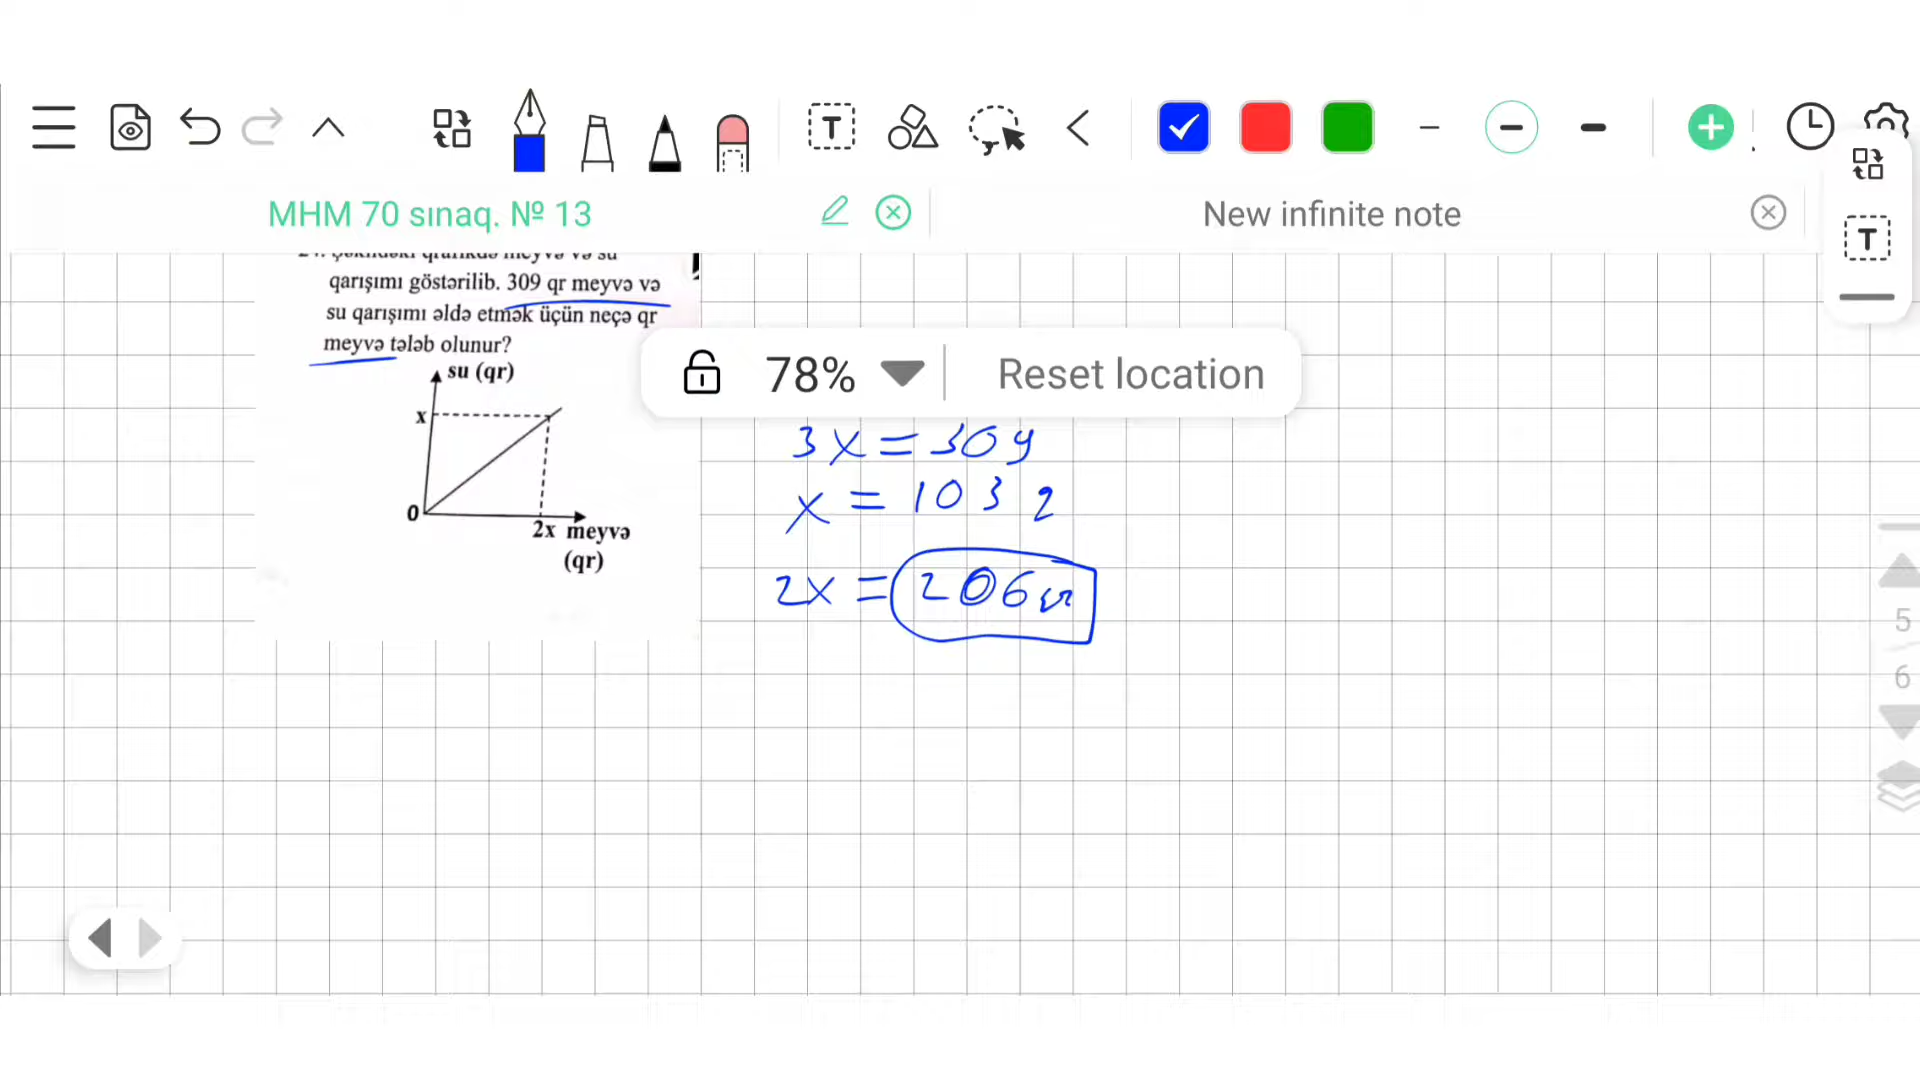 T
MHM 70 sınaq. № 13
New infinite note
T
qarışımı göstərilib. 309 qr meyvə və
su qarışımı əldə etmək üçün neçə qr
meyvə tələb olunur?
su (qr)
x
0
2x meyvə
(qr)
78%
Reset location
3x = 309
x = 103
2x = 206
5
6